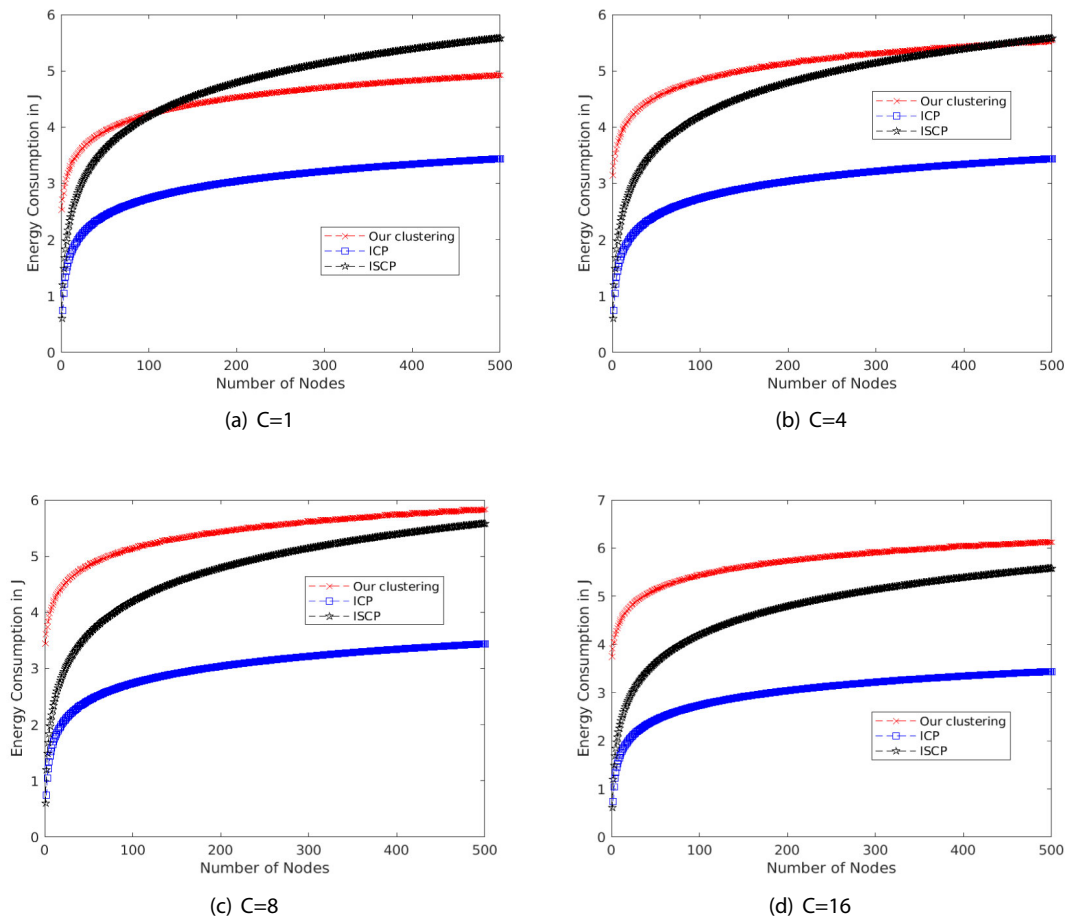 6
5
4
3
2
1
0
Energy Consumption in J
Our clustering
ICP
ISCP
0 100 200 300 400 500
Number of Nodes
(a) C=1
6
5
4
3
2
1
0
Energy Consumption in J
Our clustering
ICP
ISCP
0 100 200 300 400 500
Number of Nodes
(b) C=4
6
5
4
3
2
1
0
Energy Consumption in J
Our clustering
ICP
ISCP
0 100 200 300 400 500
Number of Nodes
(c) C=8
7
6
5
4
3
2
1
0
Energy Consumption in J
Our clustering
ICP
ISCP
0 100 200 300 400 500
Number of Nodes
(d) C=16